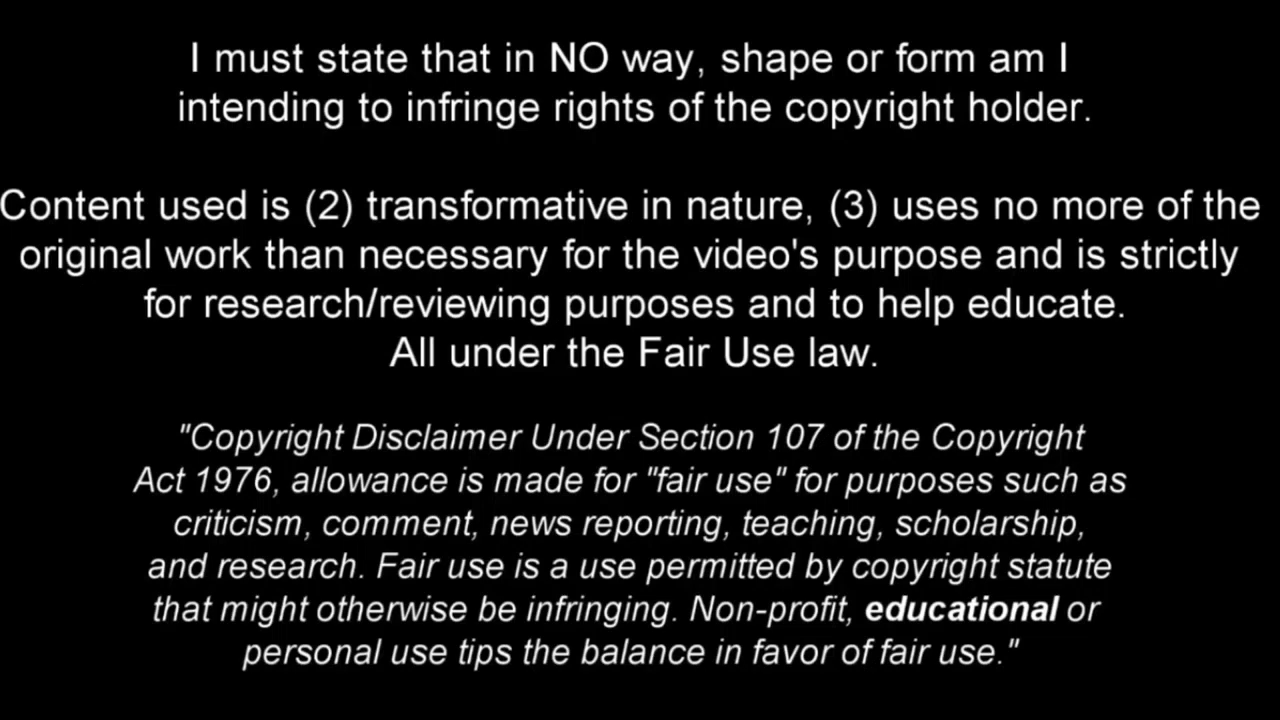 I must state that in NO way, shape or form am I
intending to infringe rights of the copyright holder.
Content used is (2) transformative in nature, (3) uses no more of the
original work than necessary for the video's purpose and is strictly
for research/reviewing purposes and to help educate.
All under the Fair Use law.
"Copyright Disclaimer Under Section 107 of the Copyright
Act 1976, allowance is made for "fair use" for purposes such as
criticism, comment, news reporting, teaching, scholarship,
and research. Fair use is a use permitted by copyright statute
that might otherwise be infringing. Non-profit, educational or
personal use tips the balance in favor of fair use."